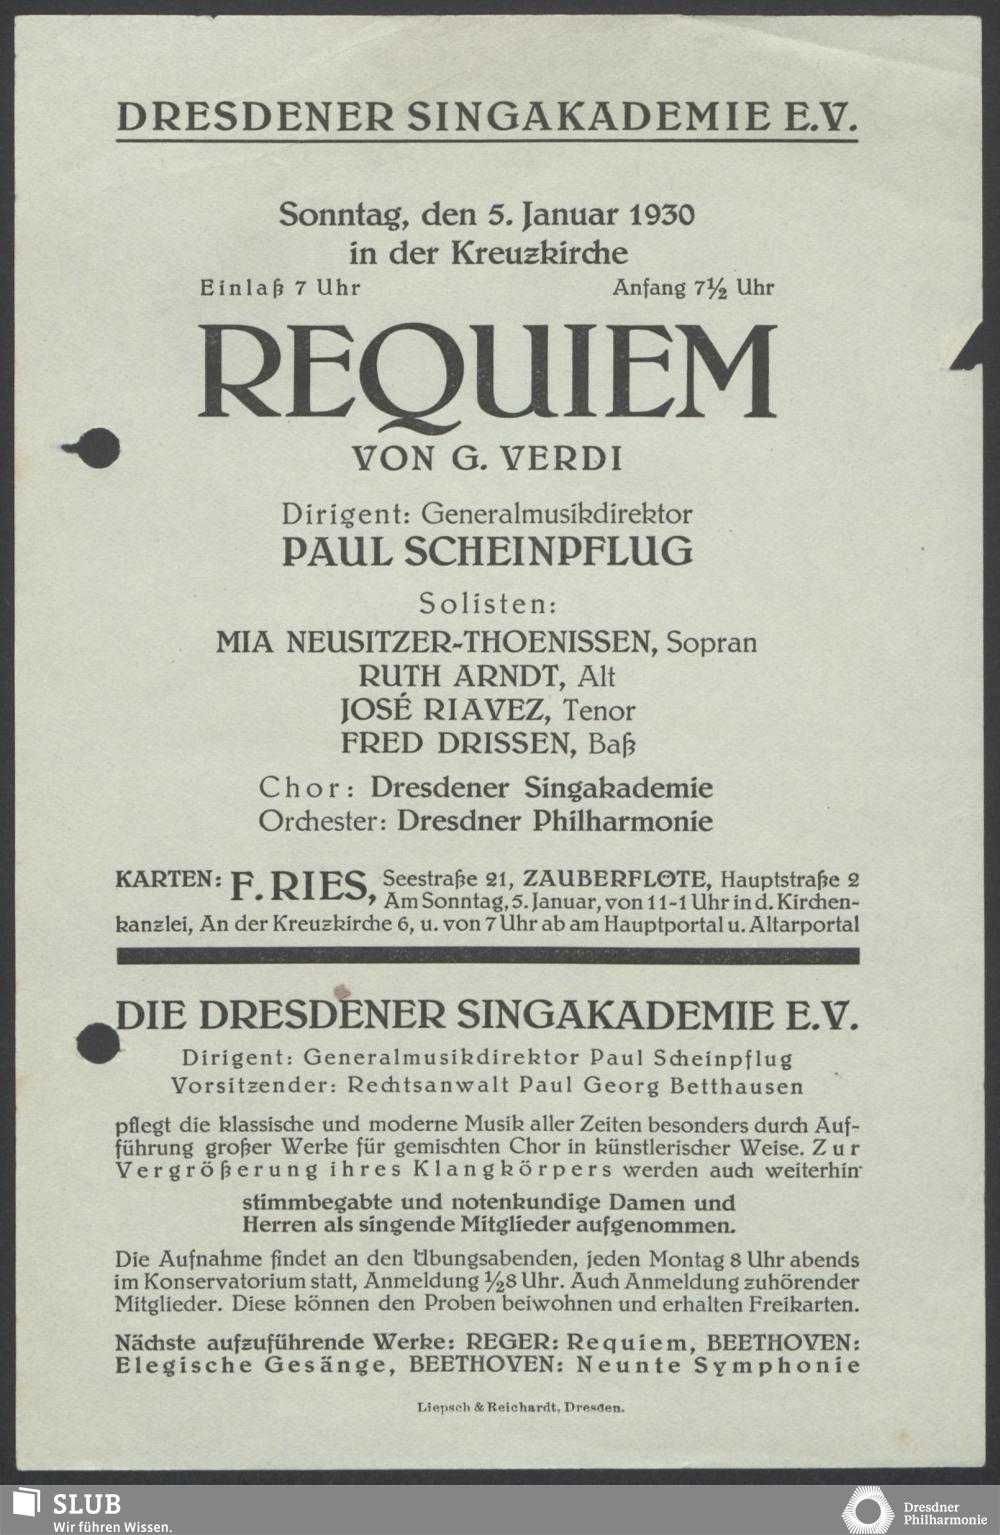 DRESDENER SINGAKADEMIE E.V.
Sonntag, den 5. Januar 1930
in der Kreuzkirche
Einlaß 7 Uhr Anfang 7½ Uhr
REQUIEM
VON G. VERDI
Dirigent: Generalmusikdirektor
PAUL SCHEINPFLUG
Solisten:
MIA NEUSITZER-THOENISSEN, Sopran
RUTH ARNDT, Alt
JOSÉ RIAVEZ, Tenor
FRED DRISSEN, Baß
Chor: Dresdener Singakademie
Orchester: Dresdner Philharmonie
KARTEN: F. RIES, Seestraße 21, ZAUBERFLÖTE, Hauptstraße 2
Am Sonntag, 5. Januar, von 11-1 Uhr in d. Kirchen-
kanzlei, An der Kreuzkirche 6, u. von 7 Uhr ab am Hauptportal u. Altarportal
DIE DRESDENER SINGAKADEMIE E.V.
Dirigent: Generalmusikdirektor Paul Scheinpflug
Vorsitzender: Rechtsanwalt Paul Georg Betthausen
pflegt die klassische und moderne Musik aller Zeiten besonders durch Auf-
führung großer Werke für gemischten Chor in künstlerischer Weise. Zur
Vergrößerung ihres Klangkörpers werden auch weiterhin
stimmbegabte und notenkundige Damen und
Herren als singende Mitglieder aufgenommen.
Die Aufnahme findet an den Übungsabenden, jeden Montag 8 Uhr abends
im Konservatorium statt, Anmeldung ½8 Uhr. Auch Anmeldung zuhörender
Mitglieder. Diese können den Proben beiwohnen und erhalten Freikarten.
Nächste aufzuführende Werke: REGER: Requiem, BEETHOVEN:
Elegische Gesänge, BEETHOVEN: Neunte Symphonie
Liepsch & Reichardt, Dresden.
SLUB
Wir führen Wissen.
Dresdner
Philharmonie